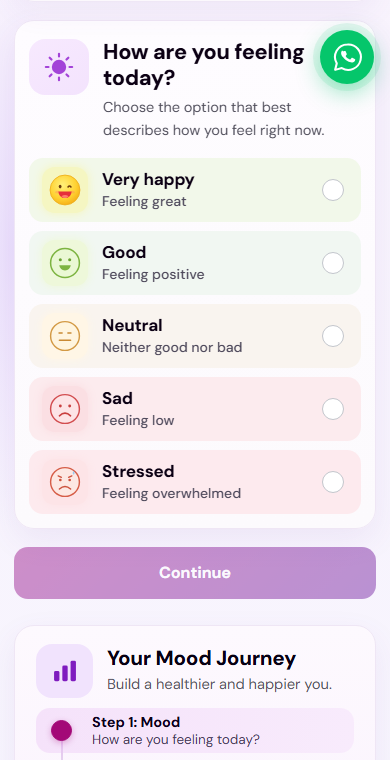 How are you feeling
today?
Choose the option that best
describes how you feel right now.
Very happy
Feeling great
Good
Feeling positive
Neutral
Neither good nor bad
Sad
Feeling low
Stressed
Feeling overwhelmed
Continue
Your Mood Journey
Build a healthier and happier you.
Step 1: Mood
How are you feeling today?